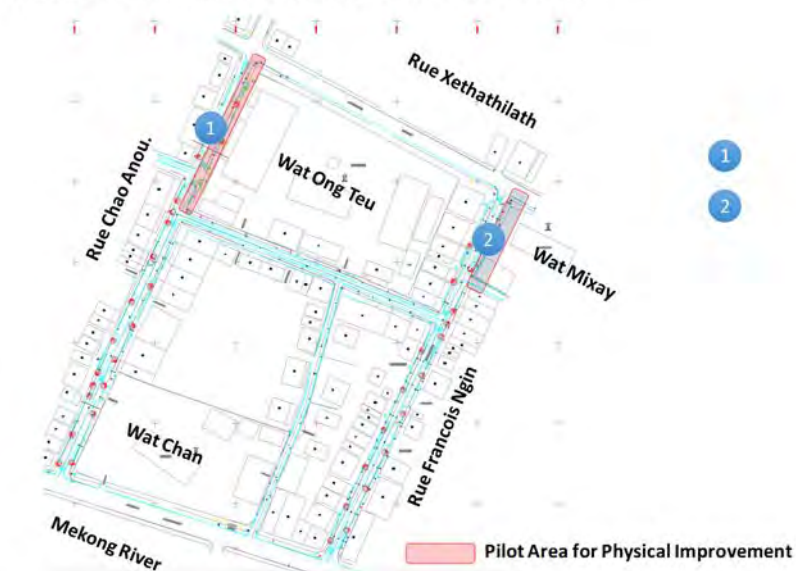 Rue Xethathilath
1
1
Wat Ong Teu
Rue Chao Anou.
2
2
Wat Mixay
Rue Francois Ngin
Wat Chah
Mekong River
Pilot Area for Physical Improvement